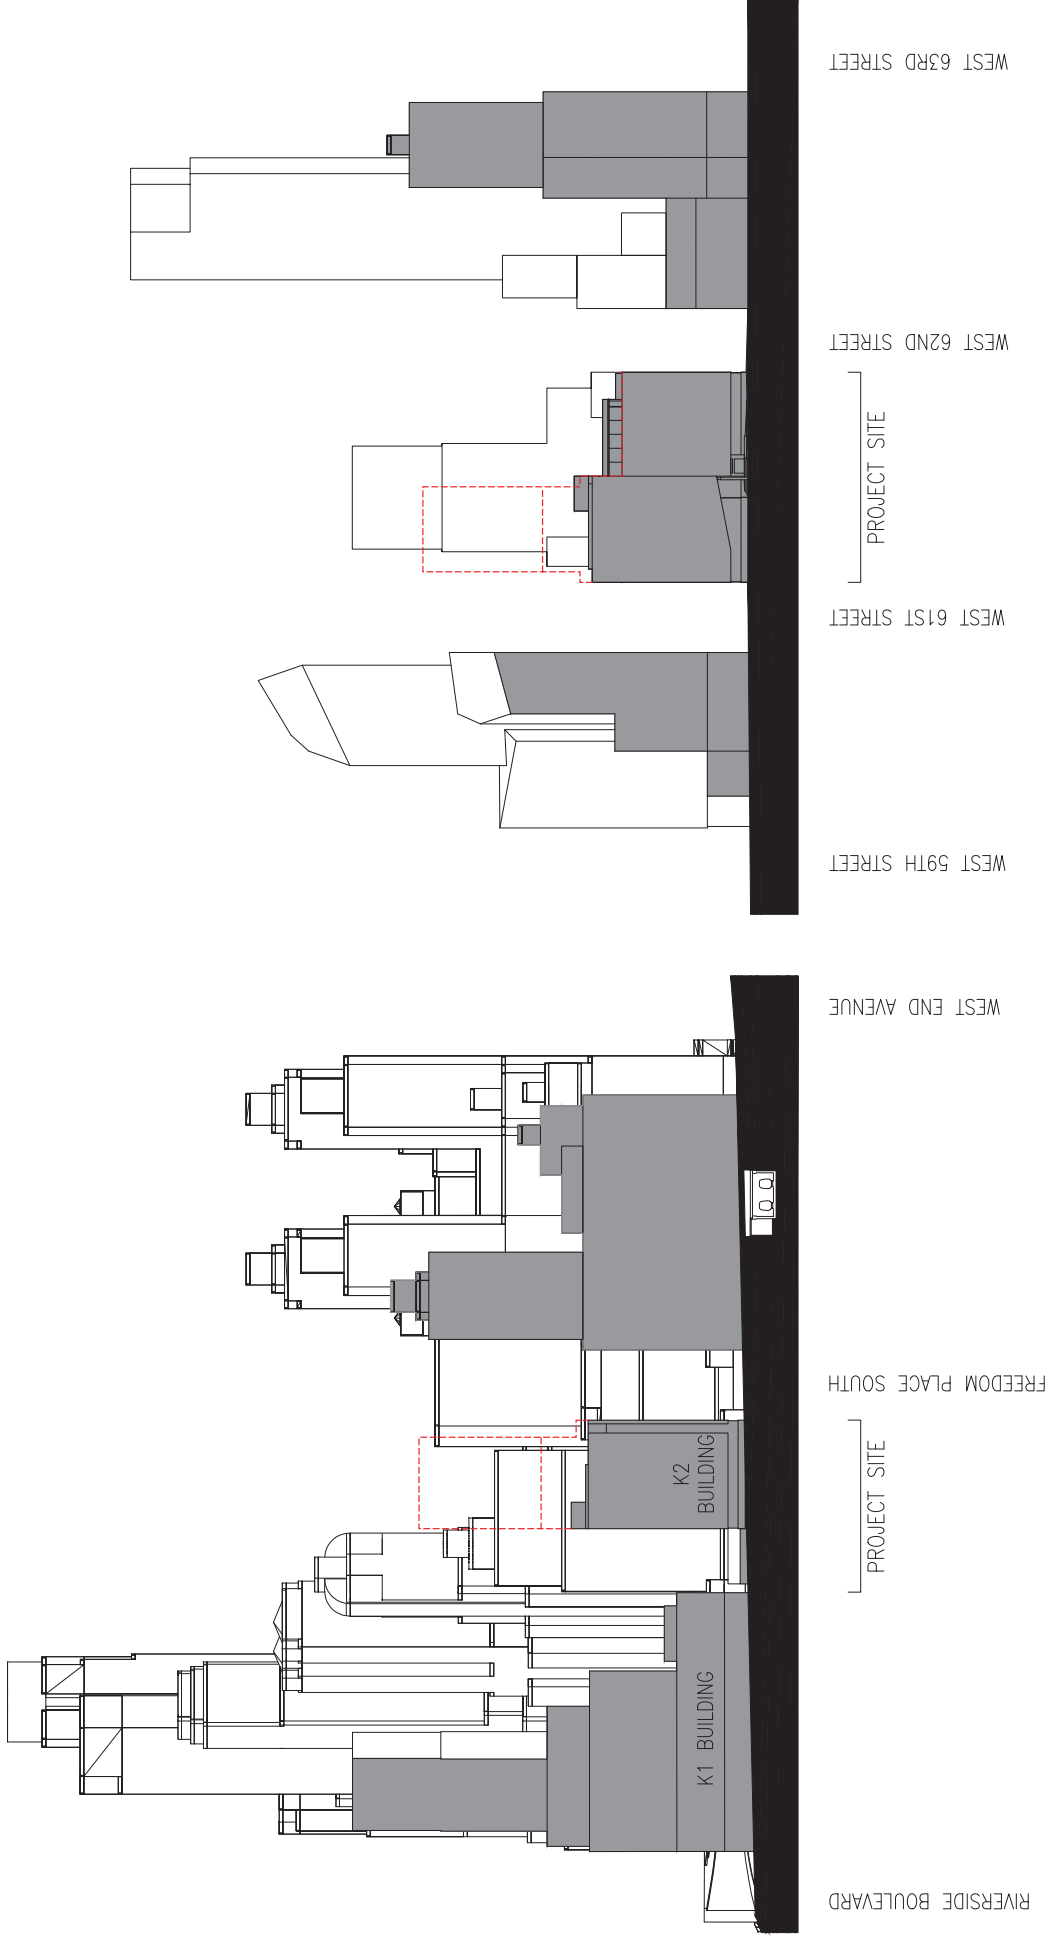 WEST 63RD STREET
WEST 62ND STREET
PROJECT SITE
WEST 61ST STREET
WEST 59TH STREET
WEST END AVENUE
FREEDOM PLACE SOUTH
K2
BUILDING
PROJECT SITE
K1 BUILDING
RIVERSIDE BOULEVARD